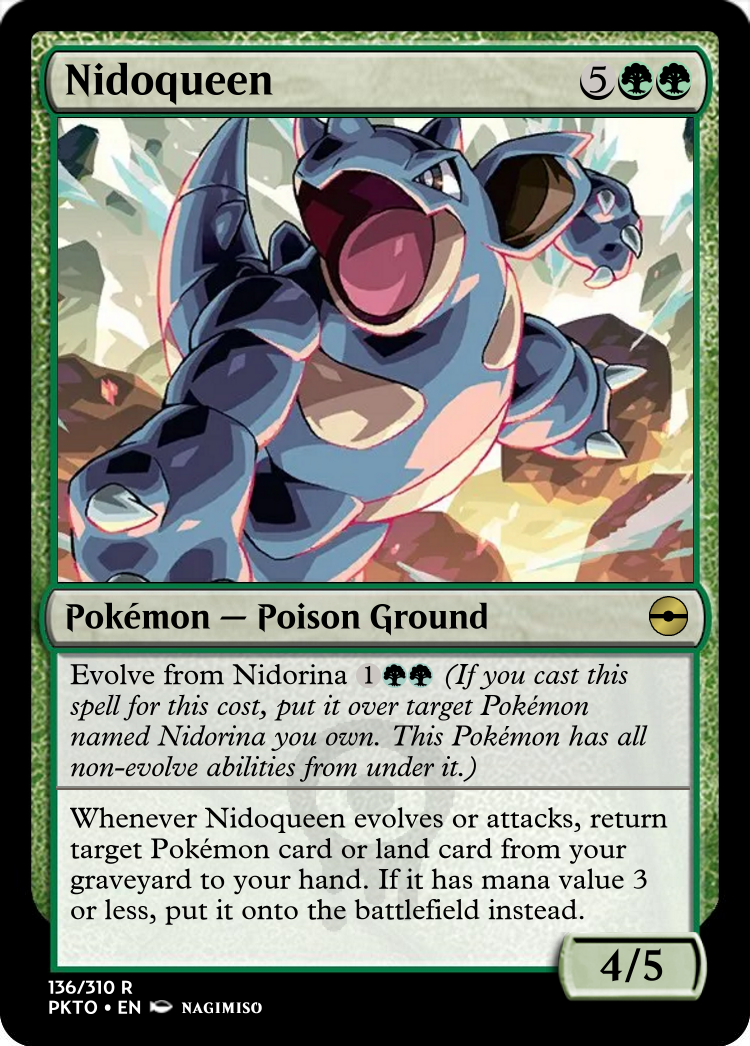 Nidoqueen 5
Pokémon — Poison Ground
Evolve from Nidorina 1 (If you cast this
spell for this cost, put it over target Pokémon
named Nidorina you own. This Pokémon has all
non-evolve abilities from under it.)
Whenever Nidoqueen evolves or attacks, return
target Pokémon card or land card from your
graveyard to your hand. If it has mana value 3
or less, put it onto the battlefield instead.
4/5
136/310 R
PKTO • EN NAGIMISO